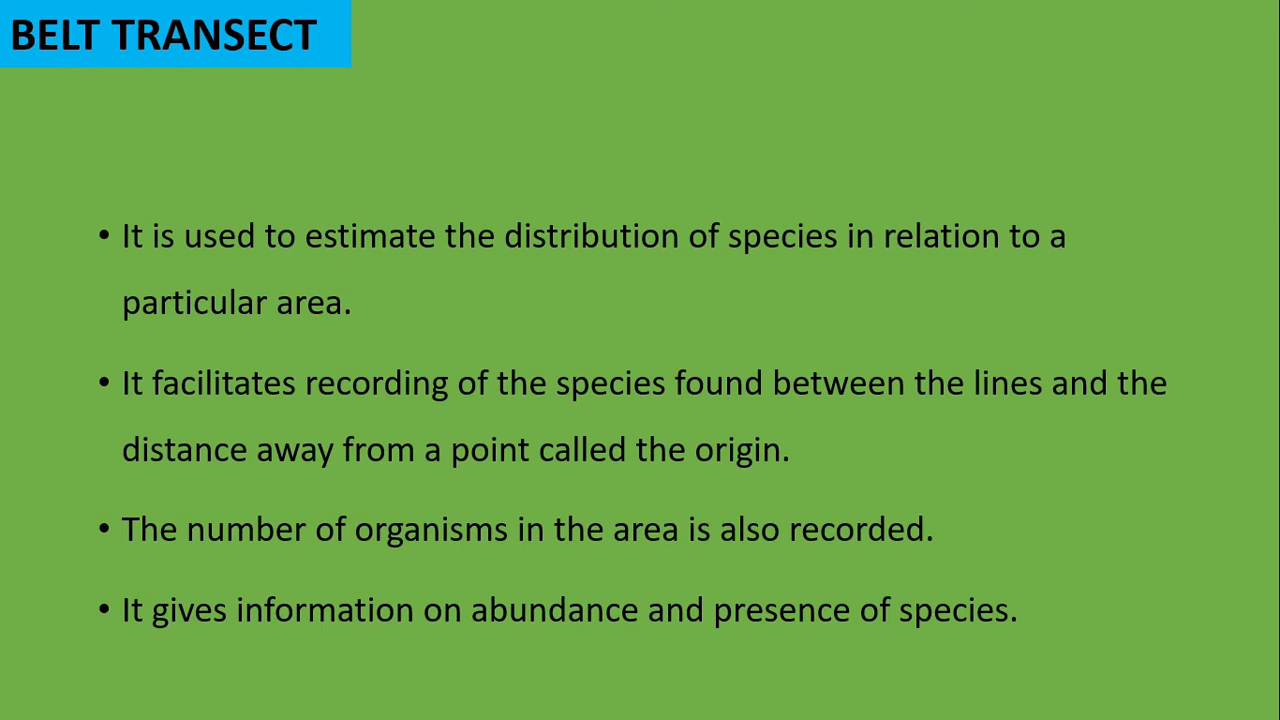 BELT TRANSECT
• It is used to estimate the distribution of species in relation to a
particular area.
• It facilitates recording of the species found between the lines and the
distance away from a point called the origin.
• The number of organisms in the area is also recorded.
• It gives information on abundance and presence of species.